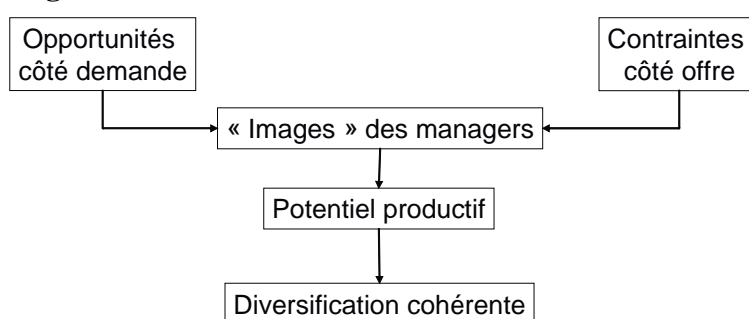 Opportunités
côté demande
Contraintes
côté offre
« Images » des managers
Potentiel productif
Diversification cohérente